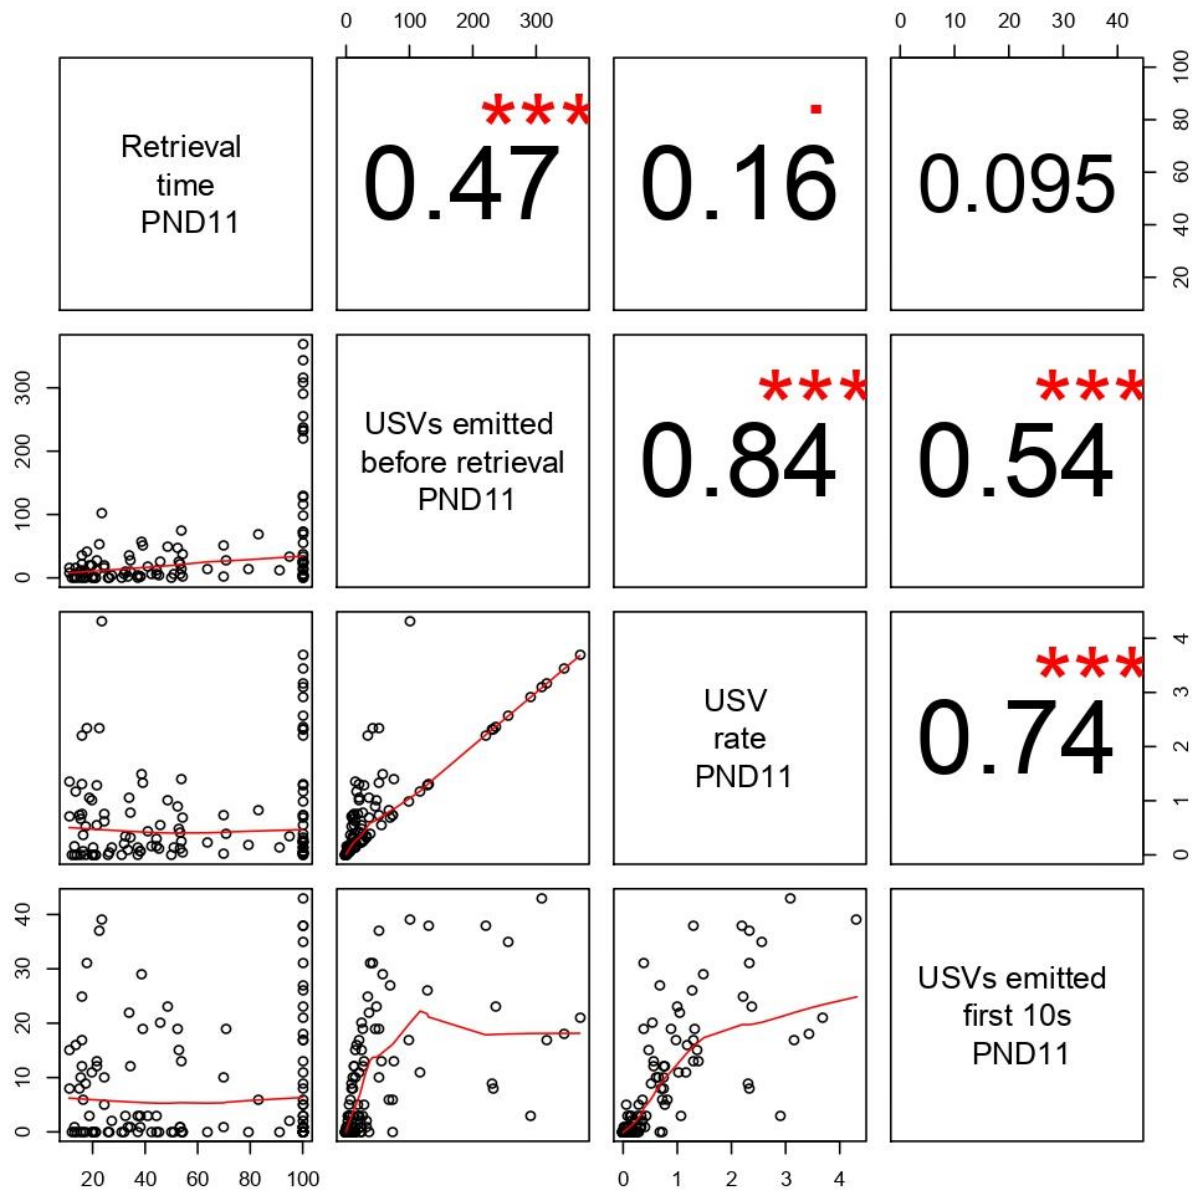 0 100 200 300 0 10 20 30 40
Retrieval
time
PND11
***
0.47
.
0.16
0.095
100
80
60
40
20
300
200
100
0
USVs emitted
before retrieval
PND11
***
0.84
***
0.54
USV
rate
PND11
***
0.74
4
3
2
1
0
40
30
20
10
0
USVs emitted
first 10s
PND11
20 40 60 80 100 0 1 2 3 4